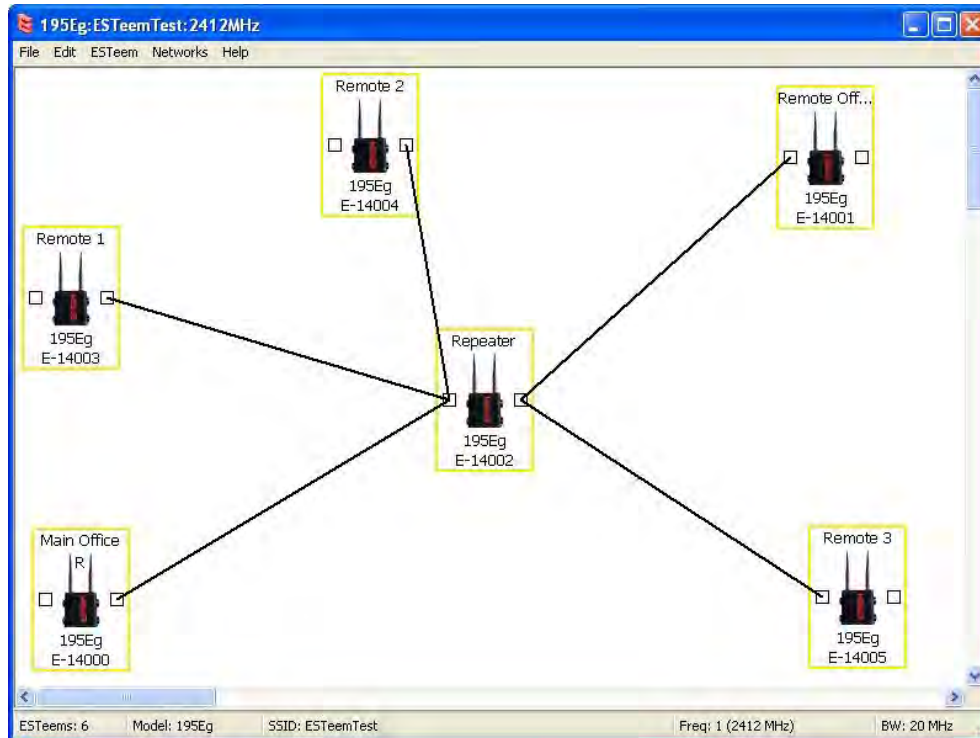 195Eg:ESTeemTest:2412MHz
File Edit ESTeem Networks Help
Remote 2
195Eg
E-14004
Remote Off...
195Eg
E-14001
Remote 1
195Eg
E-14003
Repeater
195Eg
E-14002
Main Office
R
195Eg
E-14000
Remote 3
195Eg
E-14005
ESTeems: 6 Model: 195Eg SSID: ESTeemTest Freq: 1 (2412 MHz) BW: 20 MHz